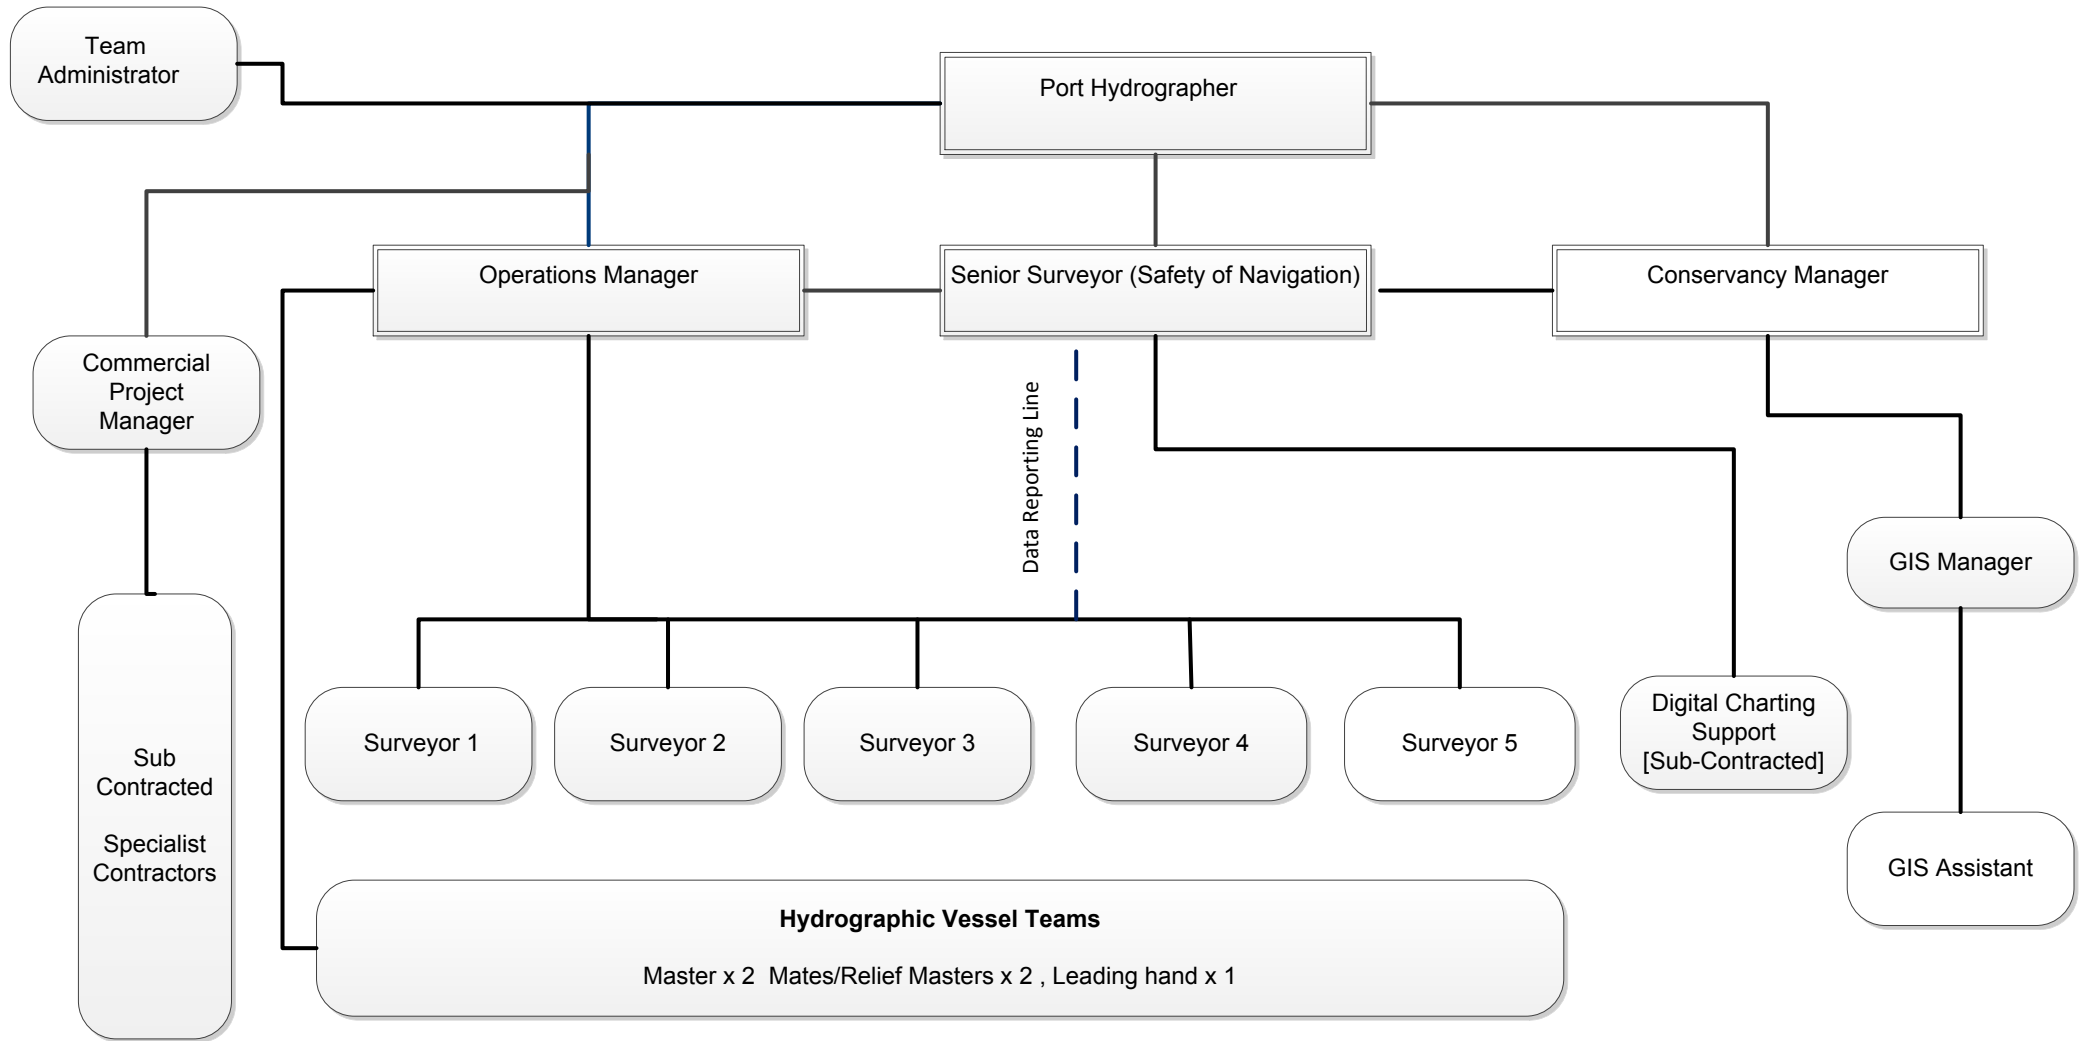 Team
Administrator
Port Hydrographer
Operations Manager
Senior Surveyor (Safety of Navigation)
Conservancy Manager
Commercial
Project
Manager
Data Reporting Line
GIS Manager
Sub
Contracted
Specialist
Contractors
Surveyor 1
Surveyor 2
Surveyor 3
Surveyor 4
Surveyor 5
Digital Charting
Support
[Sub-Contracted]
GIS Assistant
Hydrographic Vessel Teams
Master x 2  Mates/Relief Masters x 2 , Leading hand x 1